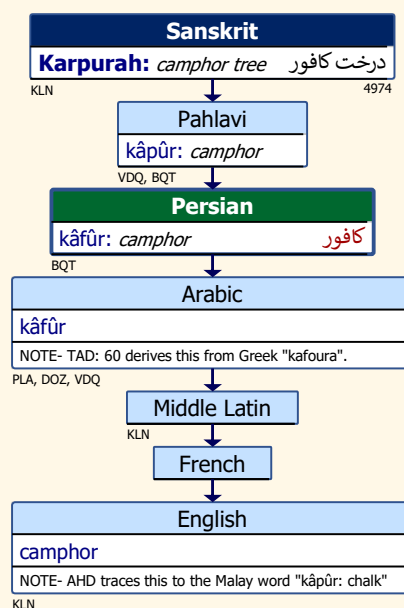 Sanskrit
Karpurah: camphor tree درخت کافور
KLN 4974
Pahlavi
kâpûr: camphor
VDQ, BQT
Persian
kâfûr: camphor کافور
BQT
Arabic
kâfûr
NOTE- TAD: 60 derives this from Greek "kafoura".
PLA, DOZ, VDQ
Middle Latin
KLN
French
English
camphor
NOTE- AHD traces this to the Malay word "kâpûr: chalk"
KLN